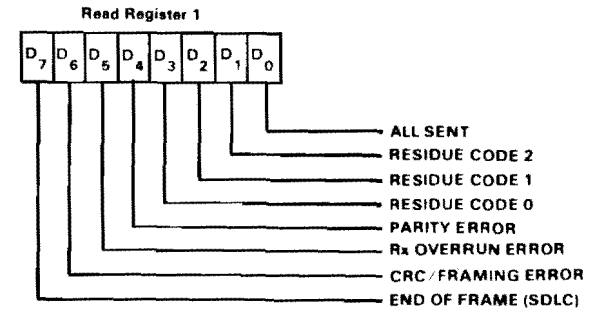 Read Register 1
D7 D6 D5 D4 D3 D2 D1 D0
ALL SENT
RESIDUE CODE 2
RESIDUE CODE 1
RESIDUE CODE 0
PARITY ERROR
Rx OVERRUN ERROR
CRC/FRAMING ERROR
END OF FRAME (SDLC)